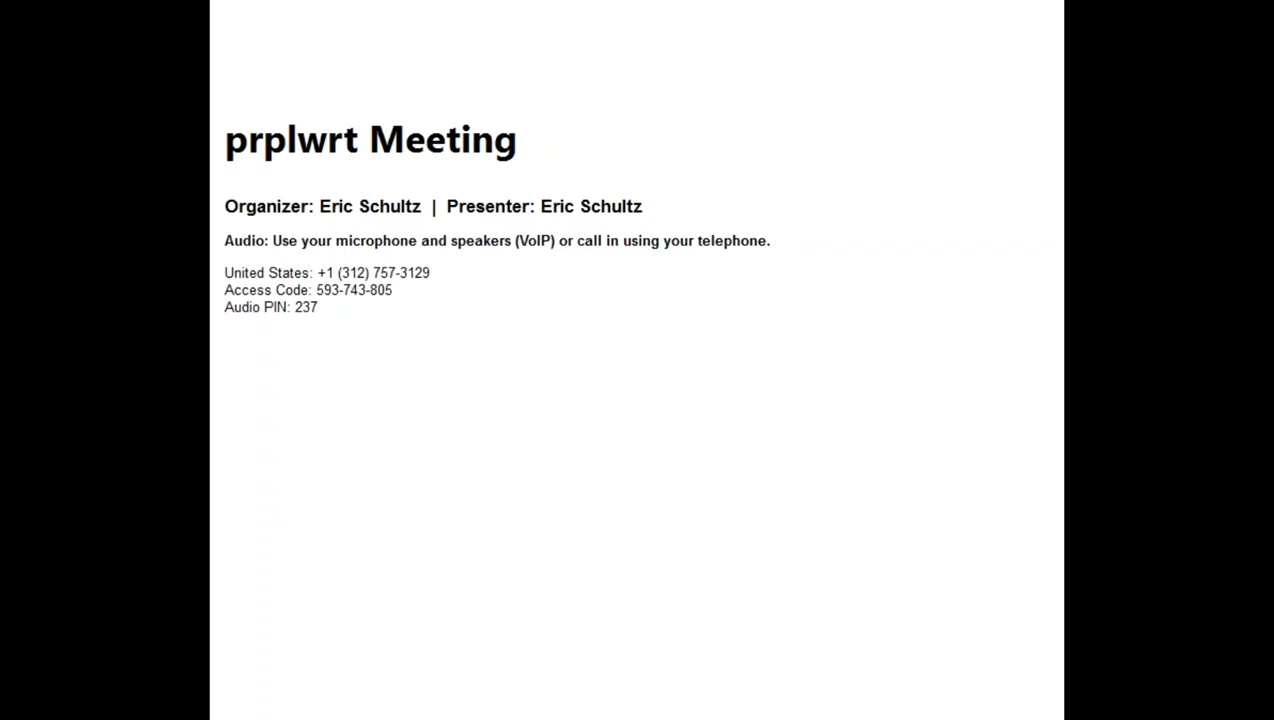 prplwrt Meeting
Organizer: Eric Schultz | Presenter: Eric Schultz
Audio: Use your microphone and speakers (VoIP) or call in using your telephone.
United States: +1 (312) 757-3129
Access Code: 593-743-805
Audio PIN: 237